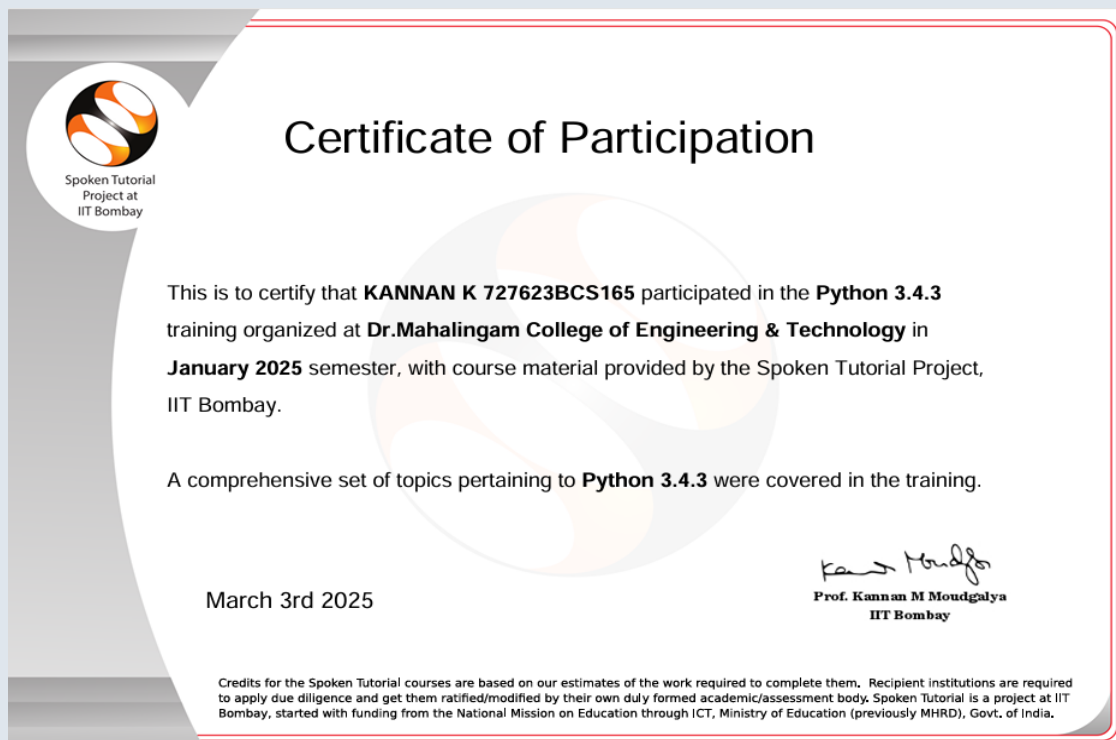 Spoken Tutorial
Project at
IIT Bombay
Certificate of Participation
This is to certify that KANNAN K 727623BCS165 participated in the Python 3.4.3
training organized at Dr.Mahalingam College of Engineering & Technology in
January 2025 semester, with course material provided by the Spoken Tutorial Project,
IIT Bombay.
A comprehensive set of topics pertaining to Python 3.4.3 were covered in the training.
March 3rd 2025
Prof. Kannan M Moudgalya
IIT Bombay
Credits for the Spoken Tutorial courses are based on our estimates of the work required to complete them. Recipient institutions are required
to apply due diligence and get them ratified/modified by their own duly formed academic/assessment body. Spoken Tutorial is a project at IIT
Bombay, started with funding from the National Mission on Education through ICT, Ministry of Education (previously MHRD), Govt. of India.